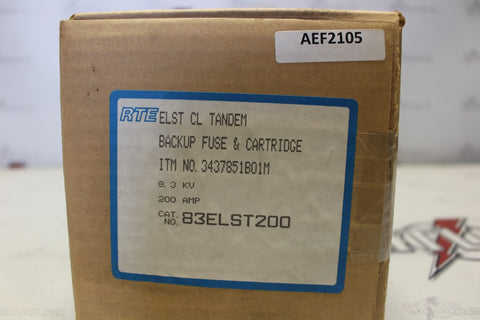 AEF2105
RTE ELST CL TANDEM
BACKUP FUSE & CARTRIDGE
ITM NO. 3437851B01M
8.3 KV
200 AMP
CAT. NO. 83ELST200